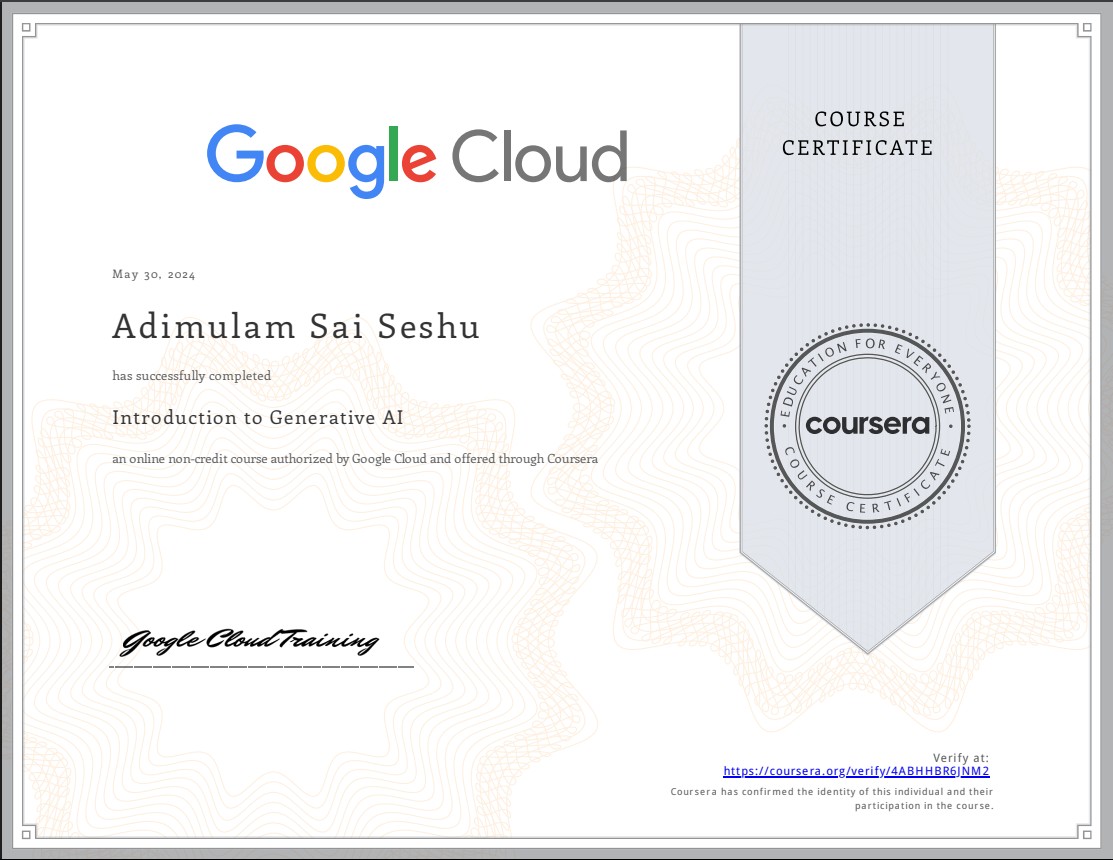 Google Cloud
COURSE
CERTIFICATE
May 30, 2024
Adimulam Sai Seshu
has successfully completed
Introduction to Generative AI
an online non-credit course authorized by Google Cloud and offered through Coursera
EDUCATION FOR EVERYONE
coursera
COURSE CERTIFICATE
Google Cloud Training
Verify at:
https://coursera.org/verify/4ABHHBR6JNM2
Coursera has confirmed the identity of this individual and their
participation in the course.